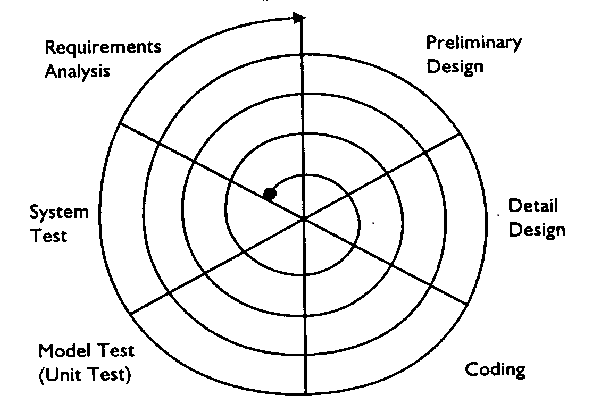 Requirements
Analysis
Preliminary
Design
System
Test
Detail
Design
Model Test
(Unit Test)
Coding